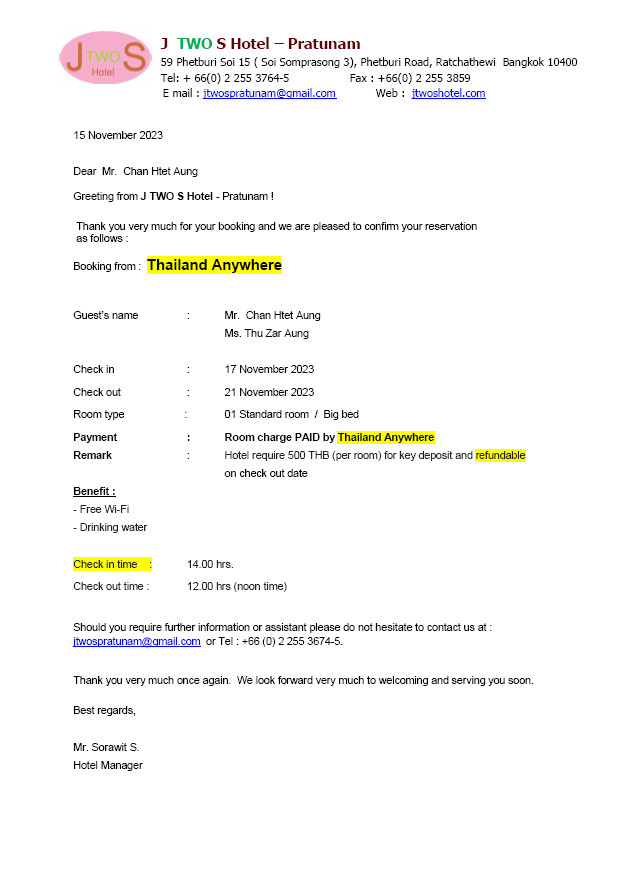 J TWO S
Hotel
J TWO S Hotel – Pratunam
59 Phetburi Soi 15 ( Soi Somprasong 3), Phetburi Road, Ratchathewi Bangkok 10400
Tel: + 66(0) 2 255 3764-5 Fax : +66(0) 2 255 3859
E mail : jtwospratunam@gmail.com Web : jtwoshotel.com
15 November 2023
Dear Mr. Chan Htet Aung
Greeting from J TWO S Hotel - Pratunam !
Thank you very much for your booking and we are pleased to confirm your reservation
as follows :
Booking from : Thailand Anywhere
Guest's name : Mr. Chan Htet Aung
Ms. Thu Zar Aung
Check in : 17 November 2023
Check out : 21 November 2023
Room type : 01 Standard room / Big bed
Payment : Room charge PAID by Thailand Anywhere
Remark : Hotel require 500 THB (per room) for key deposit and refundable
on check out date
Benefit :
- Free Wi-Fi
- Drinking water
Check in time : 14.00 hrs.
Check out time : 12.00 hrs (noon time)
Should you require further information or assistant please do not hesitate to contact us at :
jtwospratunam@gmail.com or Tel : +66 (0) 2 255 3674-5.
Thank you very much once again. We look forward very much to welcoming and serving you soon.
Best regards,
Mr. Sorawit S.
Hotel Manager